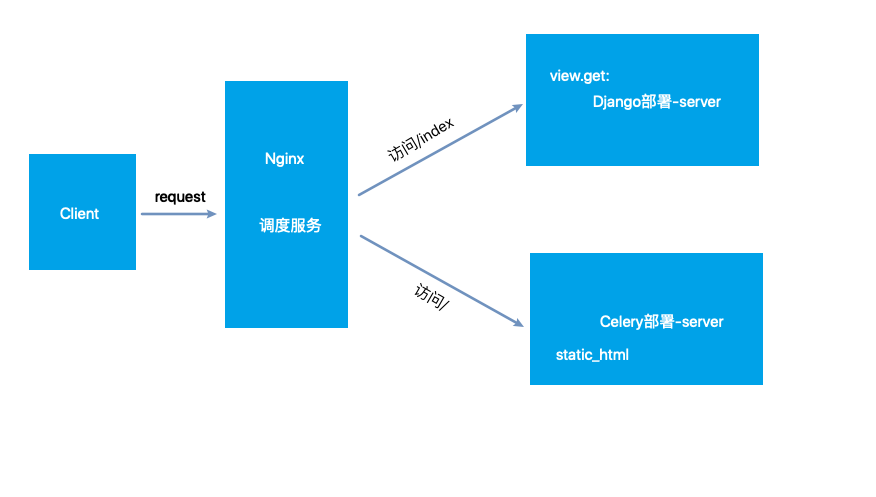 Client
request
Nginx
调度服务
访问/index
访问/
view.get:
Django部署-server
Celery部署-server
static_html